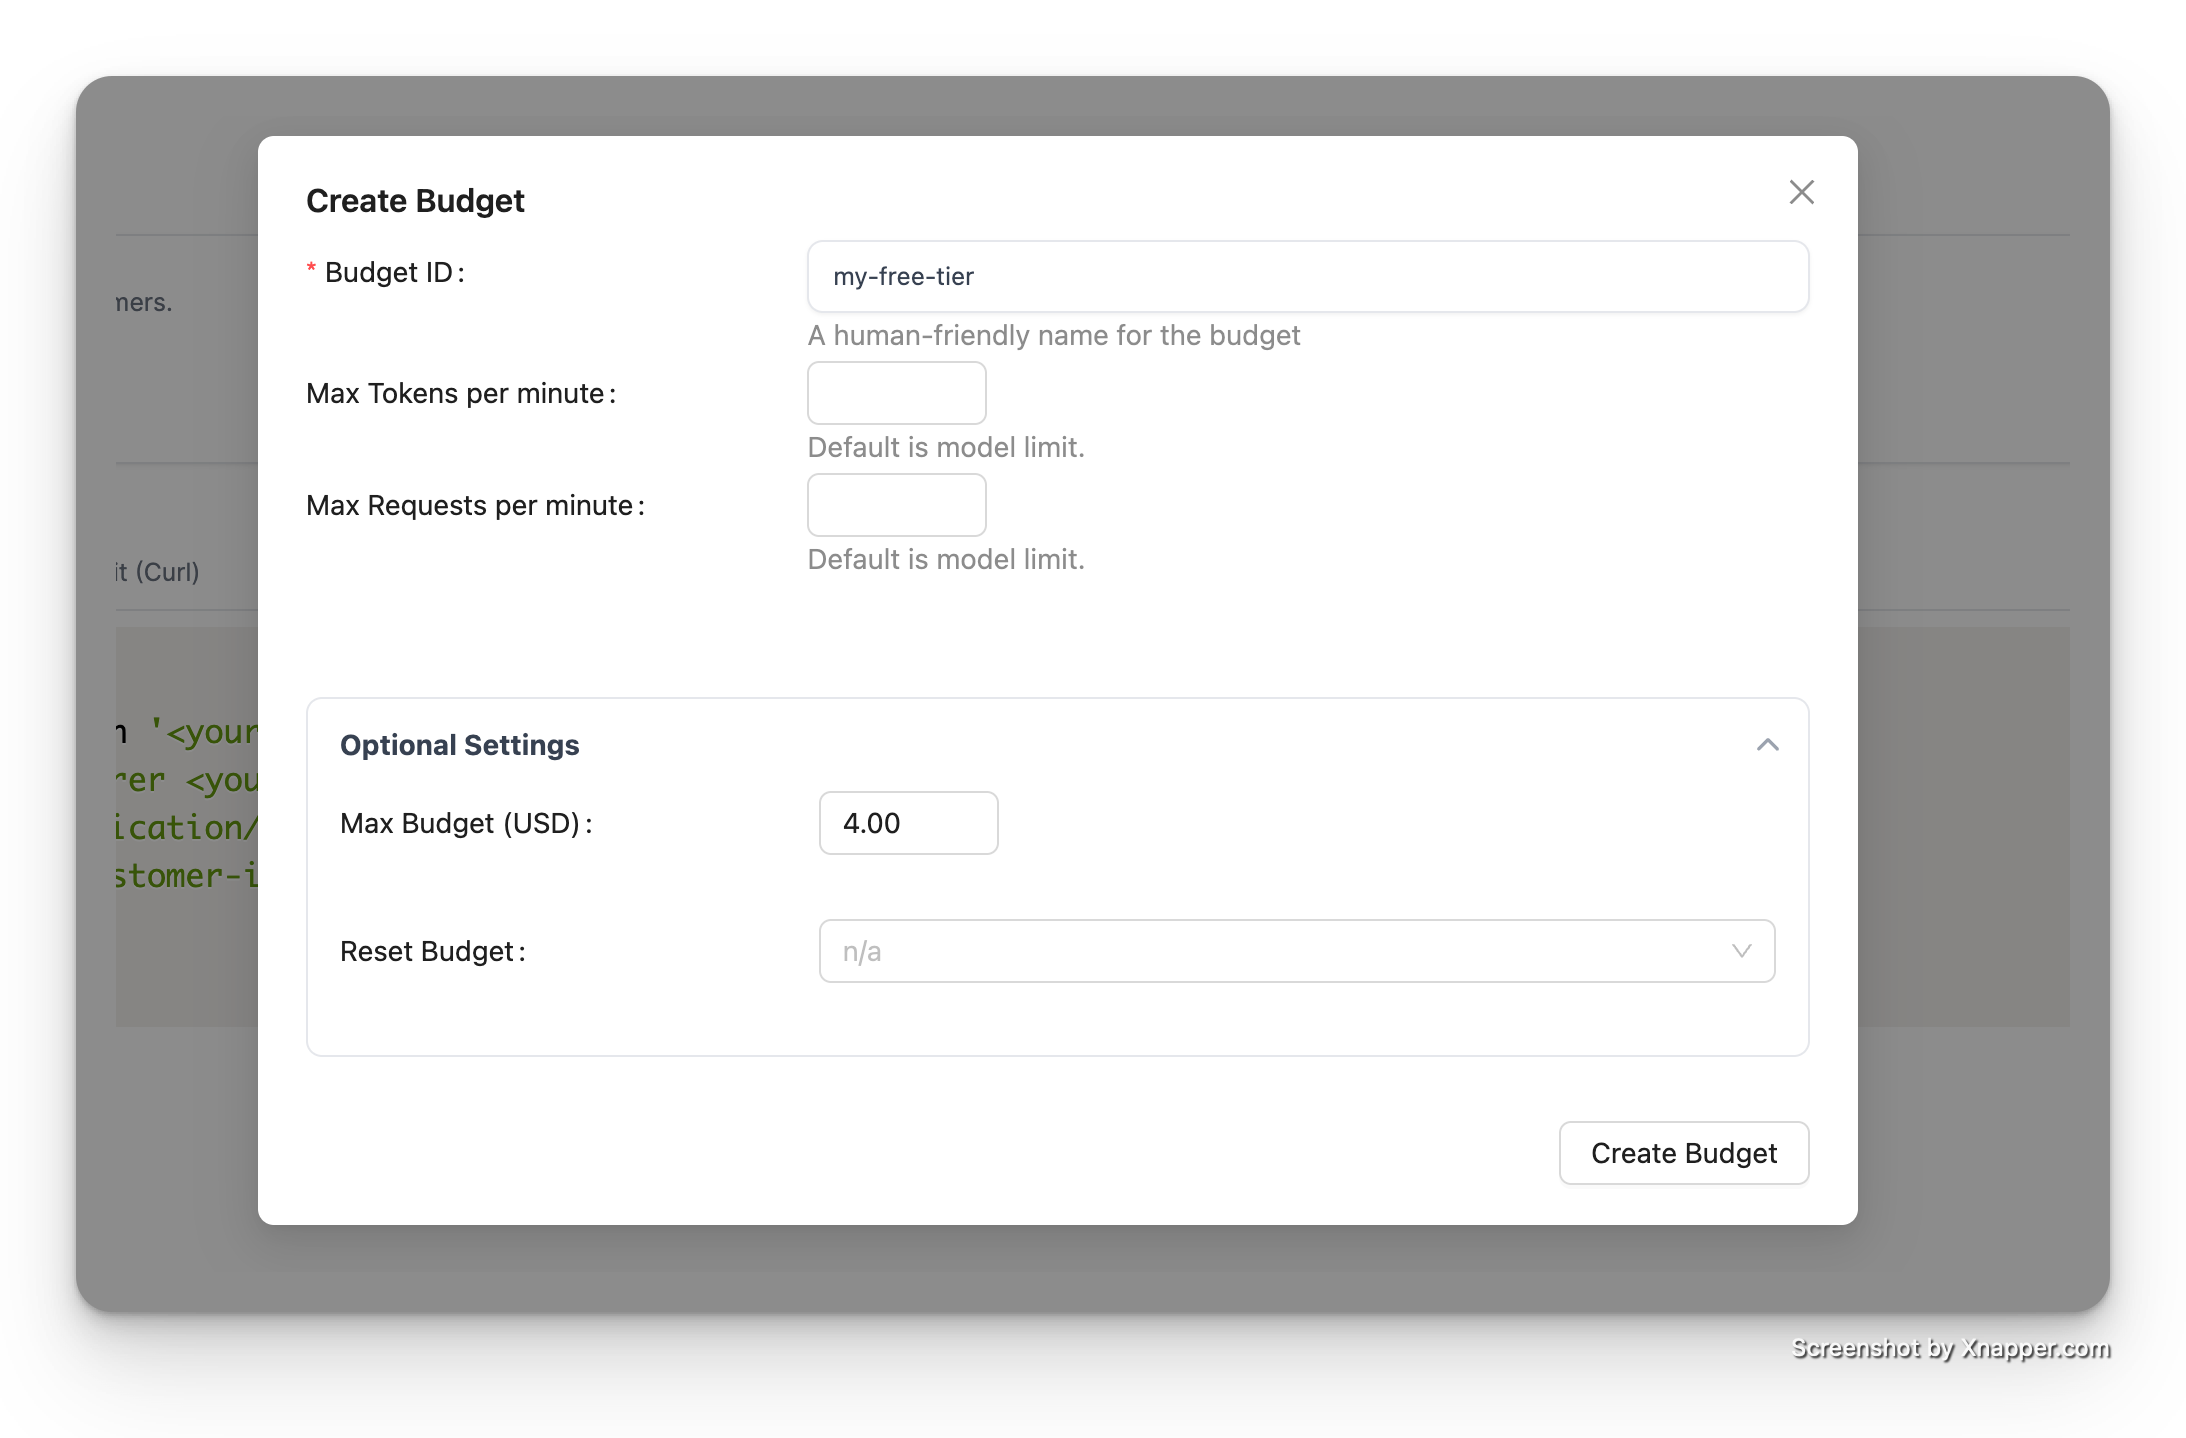 Create Budget
* Budget ID:
my-free-tier
A human-friendly name for the budget
mers.
Max Tokens per minute:
Default is model limit.
Max Requests per minute:
Default is model limit.
it (Curl)
Optional Settings
n '<your
rer <you
Max Budget (USD):
4.00
ication/
stomer-i
Reset Budget:
n/a
Create Budget
Screenshot by Xnapper.com